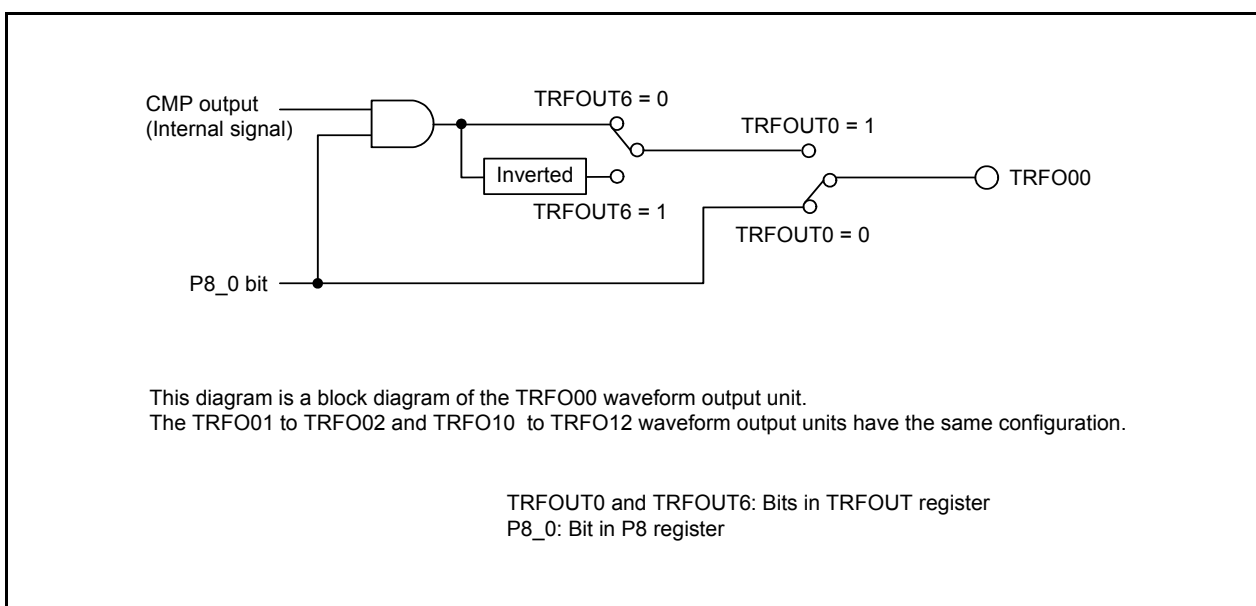 CMP output
(Internal signal)
TRFOUT6 = 0
TRFOUT0 = 1
Inverted
TRFO00
TRFOUT6 = 1
TRFOUT0 = 0
P8_0 bit
This diagram is a block diagram of the TRFO00 waveform output unit.
The TRFO01 to TRFO02 and TRFO10 to TRFO12 waveform output units have the same configuration.
TRFOUT0 and TRFOUT6: Bits in TRFOUT register
P8_0: Bit in P8 register